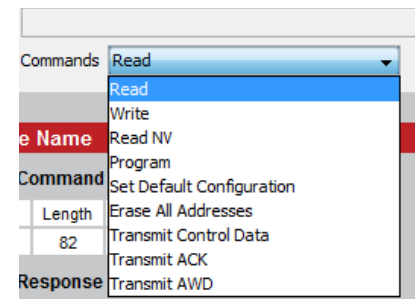 Commands Read
Read
Write
e Name Read NV
Program
Command Set Default Configuration
Length Erase All Addresses
82 Transmit Control Data
Transmit ACK
Response Transmit AWD